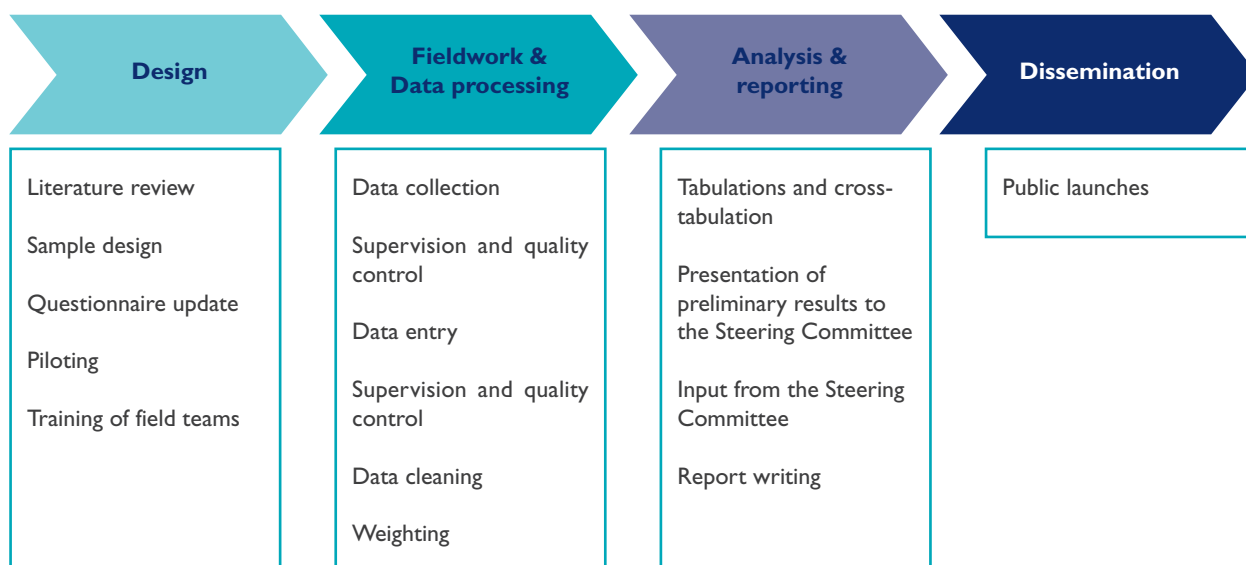 Design
Fieldwork &
Data processing
Analysis &
reporting
Dissemination
Literature review
Sample design
Questionnaire update
Piloting
Training of field teams
Data collection
Supervision and quality
control
Data entry
Supervision and quality
control
Data cleaning
Weighting
Tabulations and cross-
tabulation
Presentation of
preliminary results to
the Steering Committee
Input from the Steering
Committee
Report writing
Public launches